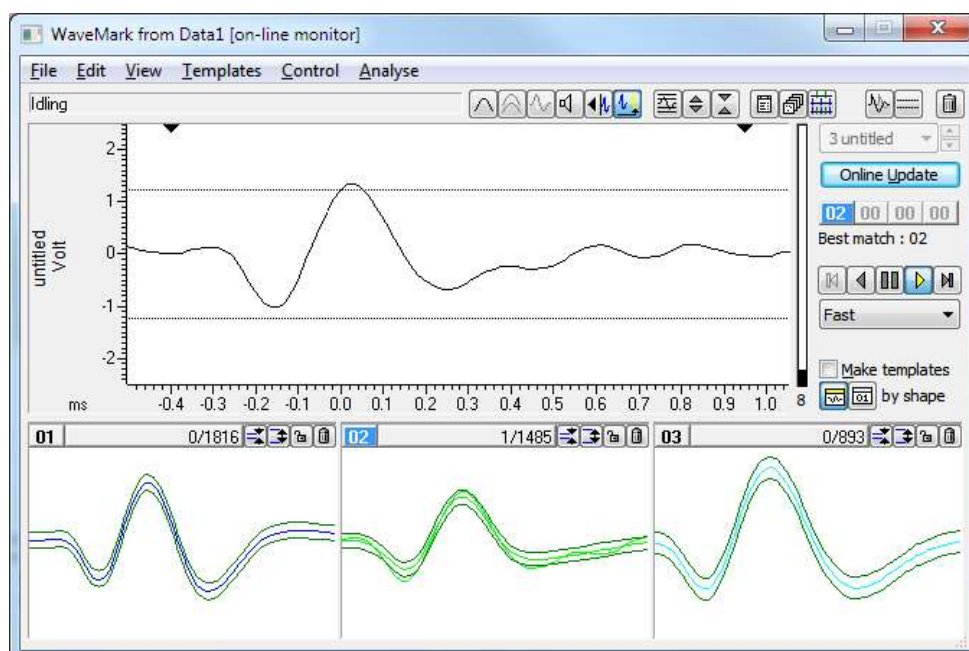 WaveMark from Data1 [on-line monitor]
File Edit View Templates Control Analyse
Idling
3 untitled
Online Update
02 00 00 00
Best match : 02
Fast
Make templates
01 by shape
untitled
Volt
2
1
0
-1
-2
ms -0.4 -0.3 -0.2 -0.1 0.0 0.1 0.2 0.3 0.4 0.5 0.6 0.7 0.8 0.9 1.0 8
01 0/1816 02 1/1485 03 0/893